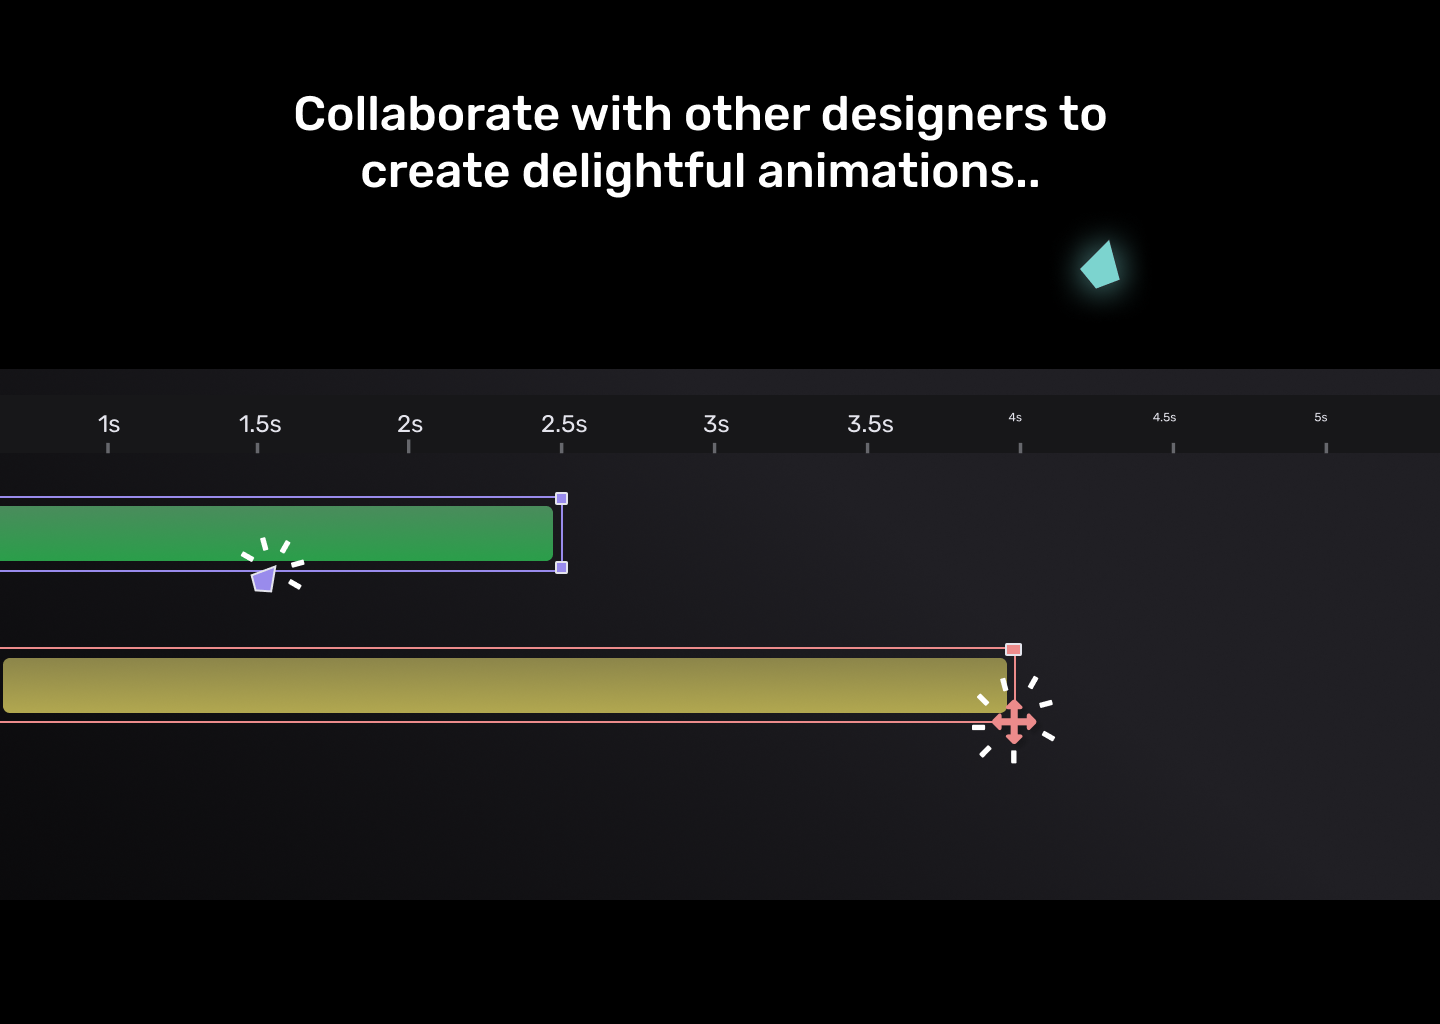 Collaborate with other designers to
create delightful animations..
1s 1.5s 2s 2.5s 3s 3.5s 4s 4.5s 5s